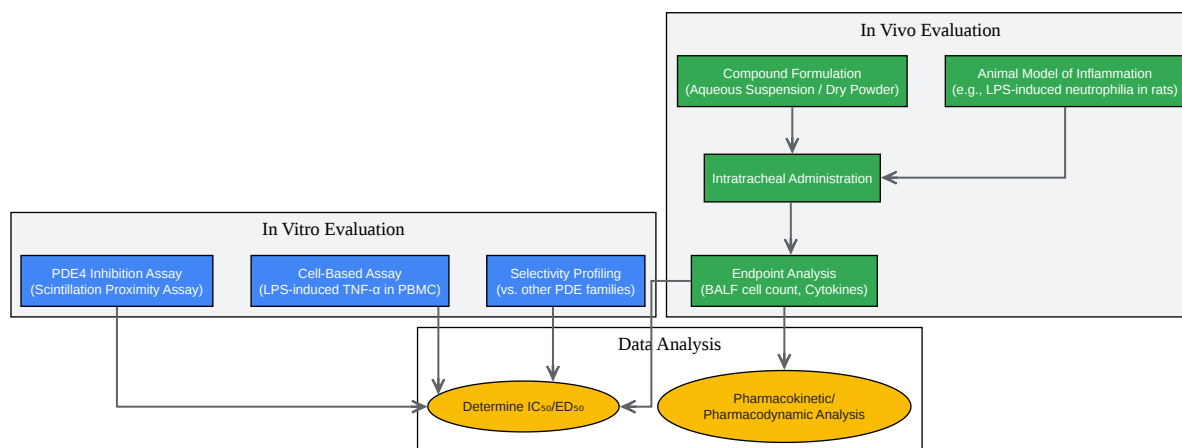 In Vivo Evaluation
Compound Formulation
(Aqueous Suspension / Dry Powder)
Animal Model of Inflammation
(e.g., LPS-induced neutrophilia in rats)
Intratracheal Administration
In Vitro Evaluation
PDE4 Inhibition Assay
(Scintillation Proximity Assay)
Cell-Based Assay
(LPS-induced TNF-α in PBMC)
Selectivity Profiling
(vs. other PDE families)
Endpoint Analysis
(BALF cell count, Cytokines)
Data Analysis
Determine IC₅₀/ED₅₀
Pharmacokinetic/
Pharmacodynamic Analysis